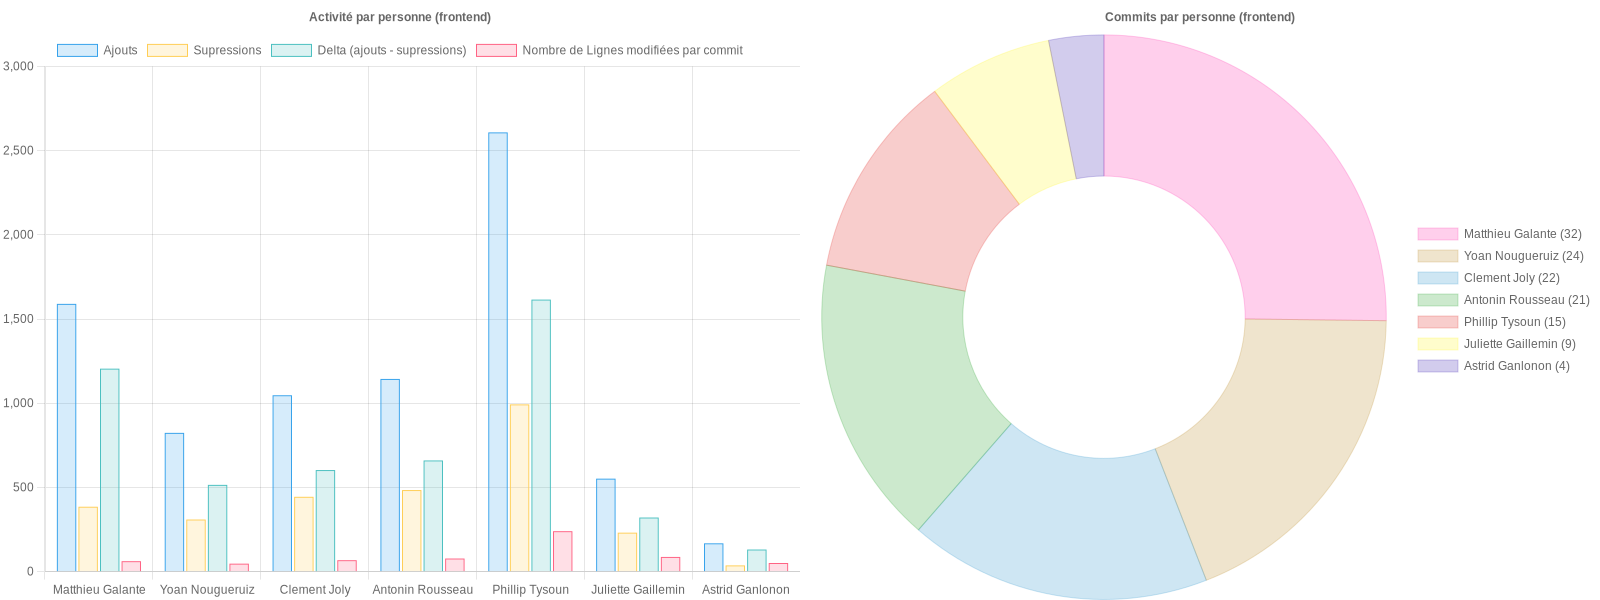 Activité par personne (frontend)
Ajouts Supressions Delta (ajouts - supressions) Nombre de Lignes modifiées par commit
3,000
2,500
2,000
1,500
1,000
500
0
Matthieu Galante Yoan Nougueruiz Clement Joly Antonin Rousseau Phillip Tysoun Juliette Gaillemin Astrid Ganlonon
Commits par personne (frontend)
Matthieu Galante (32)
Yoan Nougueruiz (24)
Clement Joly (22)
Antonin Rousseau (21)
Phillip Tysoun (15)
Juliette Gaillemin (9)
Astrid Ganlonon (4)